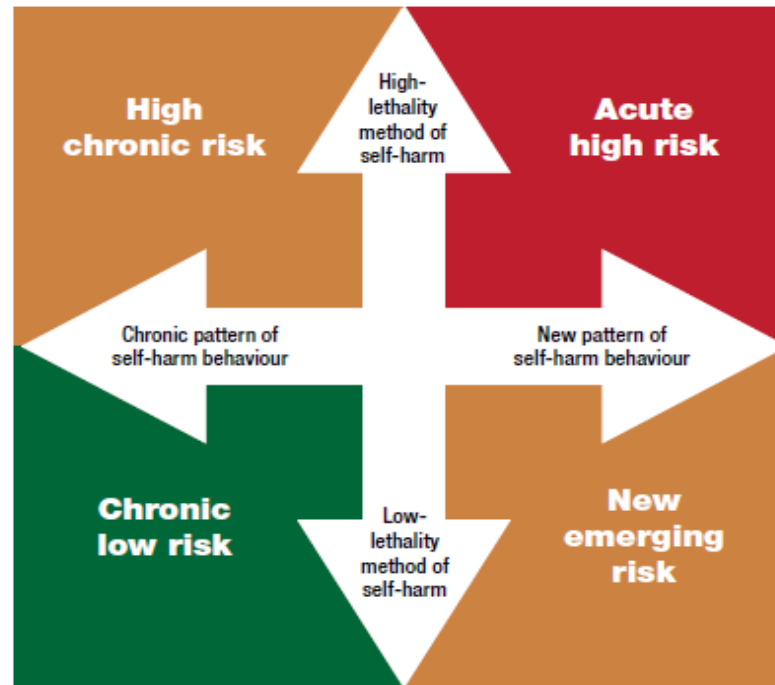 High
chronic risk
High-
lethality
method of
self-harm
Acute
high risk
Chronic pattern of
self-harm behaviour
New pattern of
self-harm behaviour
Chronic
low risk
Low-
lethality
method of
self-harm
New
emerging
risk